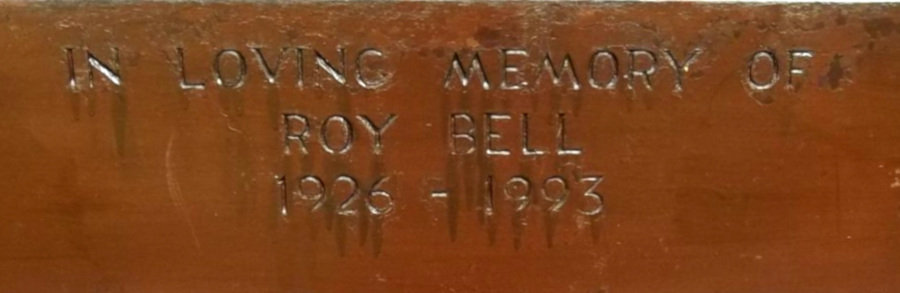 IN LOVING MEMORY OF
ROY BELL
1926 - 1993